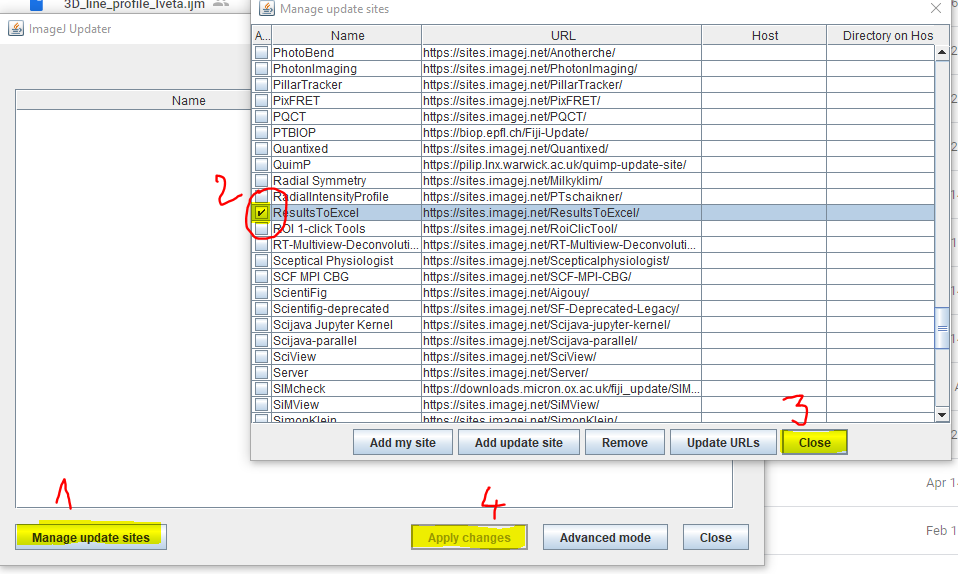 3D_line_profile_Iveta.ijm
ImageJ Updater
Manage update sites
A... Name URL Host Directory on Hos
PhotoBend https://sites.imagej.net/Anotherche/
PhotonImaging https://sites.imagej.net/PhotonImaging/
PillarTracker https://sites.imagej.net/PillarTracker/
PixFRET https://sites.imagej.net/PixFRET/
PQCT https://sites.imagej.net/PQCT/
PTBIOP https://biop.epfl.ch/Fiji-Update/
Quantixed https://sites.imagej.net/Quantixed/
QuimP https://pilip.lnx.warwick.ac.uk/quimp-update-site/
Radial Symmetry https://sites.imagej.net/Milkyklim/
RadialIntensityProfile https://sites.imagej.net/PTschaikner/
ResultsToExcel https://sites.imagej.net/ResultsToExcel/
ROI 1-click Tools https://sites.imagej.net/RoiClicTool/
RT-Multiview-Deconvoluti... https://sites.imagej.net/RT-Multiview-Deconvoluti...
Sceptical Physiologist https://sites.imagej.net/Scepticalphysiologist/
SCF MPI CBG https://sites.imagej.net/SCF-MPI-CBG/
ScientiFig https://sites.imagej.net/Aigouy/
Scientifig-deprecated https://sites.imagej.net/SF-Deprecated-Legacy/
Scijava Jupyter Kernel https://sites.imagej.net/Scijava-jupyter-kernel/
Scijava-parallel https://sites.imagej.net/Scijava-parallel/
SciView https://sites.imagej.net/SciView/
Server https://sites.imagej.net/Server/
SIMcheck https://downloads.micron.ox.ac.uk/fiji_update/SIM...
SiMView https://sites.imagej.net/SiMView/
SimonKlein https://sites.imagej.net/SimonKlein/
Name
2
3
Add my site Add update site Remove Update URLs Close
1
4
Manage update sites Apply changes Advanced mode Close
Apr 1
Feb 1